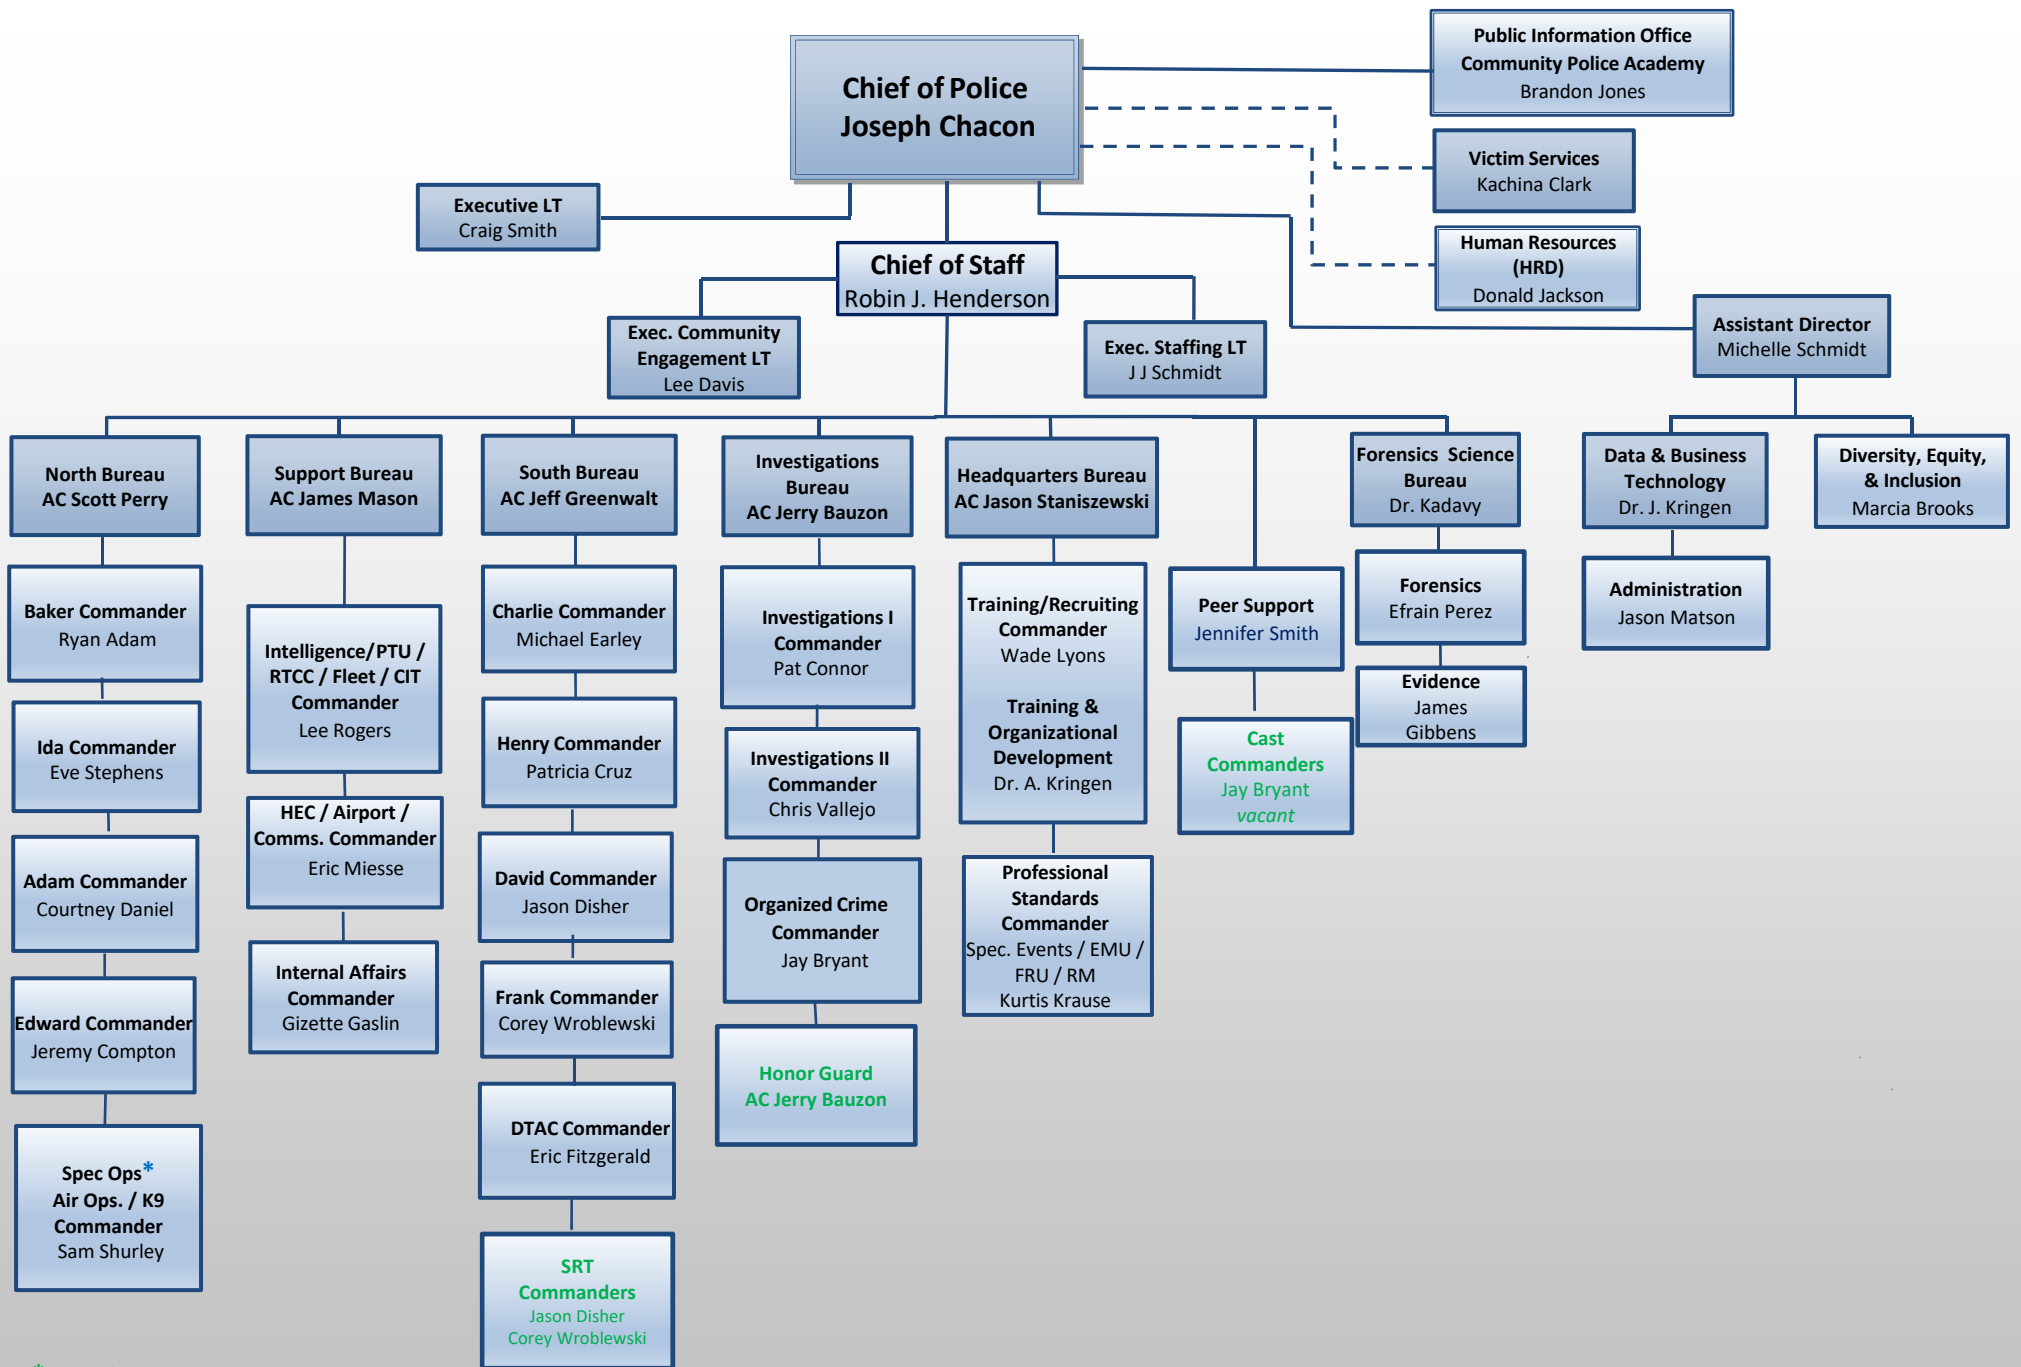 Public Information Office
Community Police Academy
Brandon Jones
Chief of Police
Joseph Chacon
Victim Services
Kachina Clark
Executive LT
Craig Smith
Human Resources
(HRD)
Donald Jackson
Chief of Staff
Robin J. Henderson
Assistant Director
Michelle Schmidt
Exec. Community
Engagement LT
Lee Davis
Exec. Staffing LT
J J Schmidt
North Bureau
AC Scott Perry
Support Bureau
AC James Mason
South Bureau
AC Jeff Greenwalt
Investigations
Bureau
AC Jerry Bauzon
Headquarters Bureau
AC Jason Staniszewski
Forensics Science
Bureau
Dr. Kadavy
Data & Business
Technology
Dr. J. Kringen
Diversity, Equity,
& Inclusion
Marcia Brooks
Baker Commander
Ryan Adam
Ida Commander
Eve Stephens
Adam Commander
Courtney Daniel
Edward Commander
Jeremy Compton
Spec Ops*
Air Ops. / K9
Commander
Sam Shurley
Intelligence/PTU /
RTCC / Fleet / CIT
Commander
Lee Rogers
HEC / Airport /
Comms. Commander
Eric Miesse
Internal Affairs
Commander
Gizette Gaslin
Charlie Commander
Michael Earley
Henry Commander
Patricia Cruz
David Commander
Jason Disher
Frank Commander
Corey Wroblewski
DTAC Commander
Eric Fitzgerald
SRT
Commanders
Jason Disher
Corey Wroblewski
Investigations I
Commander
Pat Connor
Investigations II
Commander
Chris Vallejo
Organized Crime
Commander
Jay Bryant
Honor Guard
AC Jerry Bauzon
Training/Recruiting
Commander
Wade Lyons
Training &
Organizational
Development
Dr. A. Kringen
Professional
Standards
Commander
Spec. Events / EMU /
FRU / RM
Kurtis Krause
Peer Support
Jennifer Smith
Cast
Commanders
Jay Bryant
vacant
Forensics
Efrain Perez
Evidence
James
Gibbens
Administration
Jason Matson